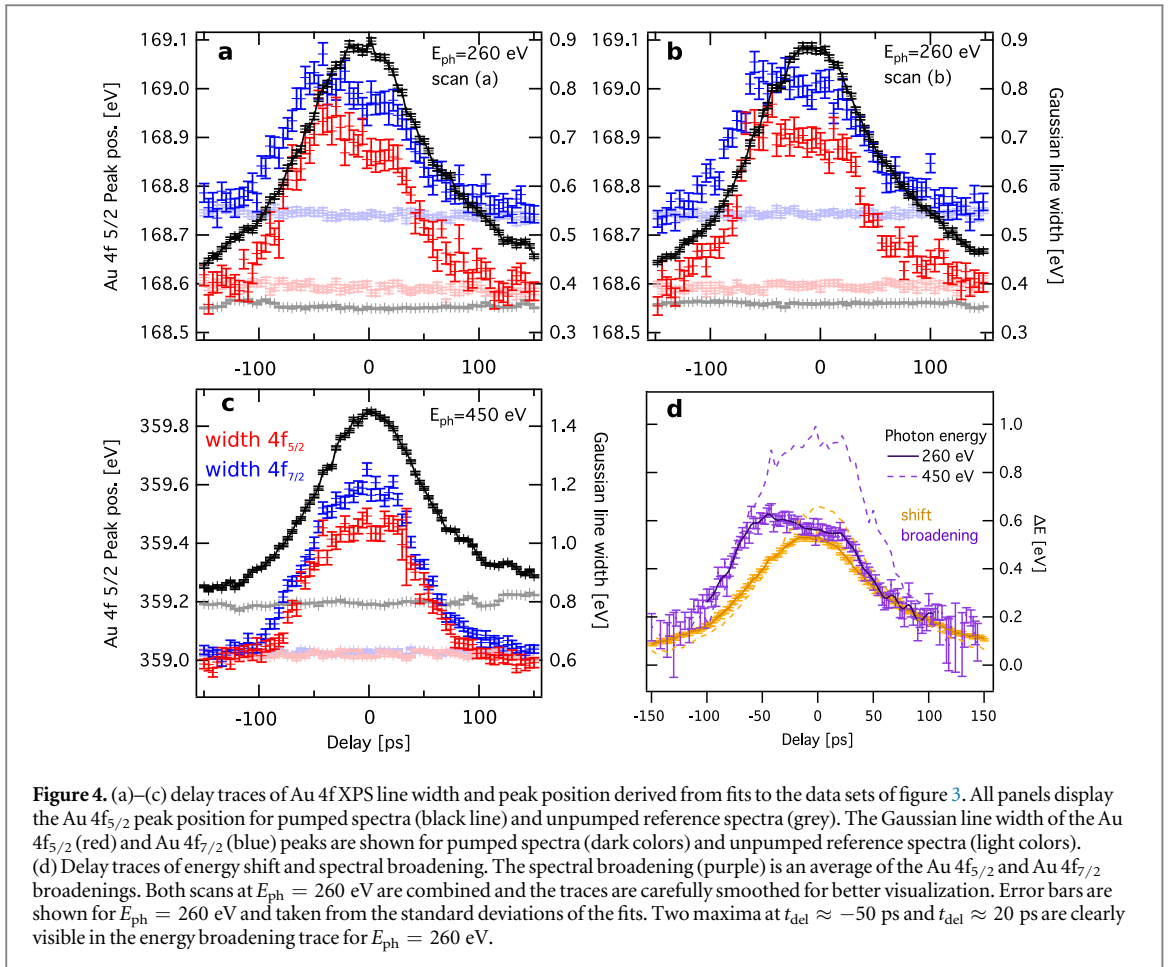 a
E_ph=260 eV
scan (a)
Au 4f 5/2 Peak pos. [eV]
169.1
169.0
168.9
168.8
168.7
168.6
168.5
0.9
0.8
0.7
0.6
0.5
0.4
0.3
-100 0 100
b
E_ph=260 eV
scan (b)
169.1
169.0
168.9
168.8
168.7
168.6
168.5
0.9
0.8
0.7
0.6
0.5
0.4
0.3
Gaussian line width [eV]
-100 0 100
c
E_ph=450 eV
width 4f5/2
width 4f7/2
Au 4f 5/2 Peak pos. [eV]
359.8
359.6
359.4
359.2
359.0
1.4
1.2
1.0
0.8
0.6
Gaussian line width [eV]
-100 0 100
Delay [ps]
d
Photon energy
260 eV
450 eV
shift
broadening
1.0
0.8
0.6
0.4
0.2
0.0
ΔE [eV]
-150 -100 -50 0 50 100 150
Delay [ps]
Figure 4. (a)–(c) delay traces of Au 4f XPS line width and peak position derived from fits to the data sets of figure 3. All panels display
the Au 4f5/2 peak position for pumped spectra (black line) and unpumped reference spectra (grey). The Gaussian line width of the Au
4f5/2 (red) and Au 4f7/2 (blue) peaks are shown for pumped spectra (dark colors) and unpumped reference spectra (light colors).
(d) Delay traces of energy shift and spectral broadening. The spectral broadening (purple) is an average of the Au 4f5/2 and Au 4f7/2
broadenings. Both scans at E_ph = 260 eV are combined and the traces are carefully smoothed for better visualization. Error bars are
shown for E_ph = 260 eV and taken from the standard deviations of the fits. Two maxima at t_del ≈ −50 ps and t_del ≈ 20 ps are clearly
visible in the energy broadening trace for E_ph = 260 eV.